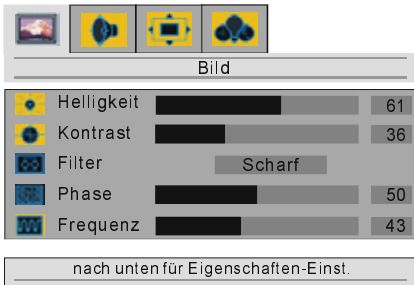 Bild
Helligkeit 61
Kontrast 36
Filter Scharf
Phase 50
Frequenz 43
nach unten für Eigenschaften-Einst.